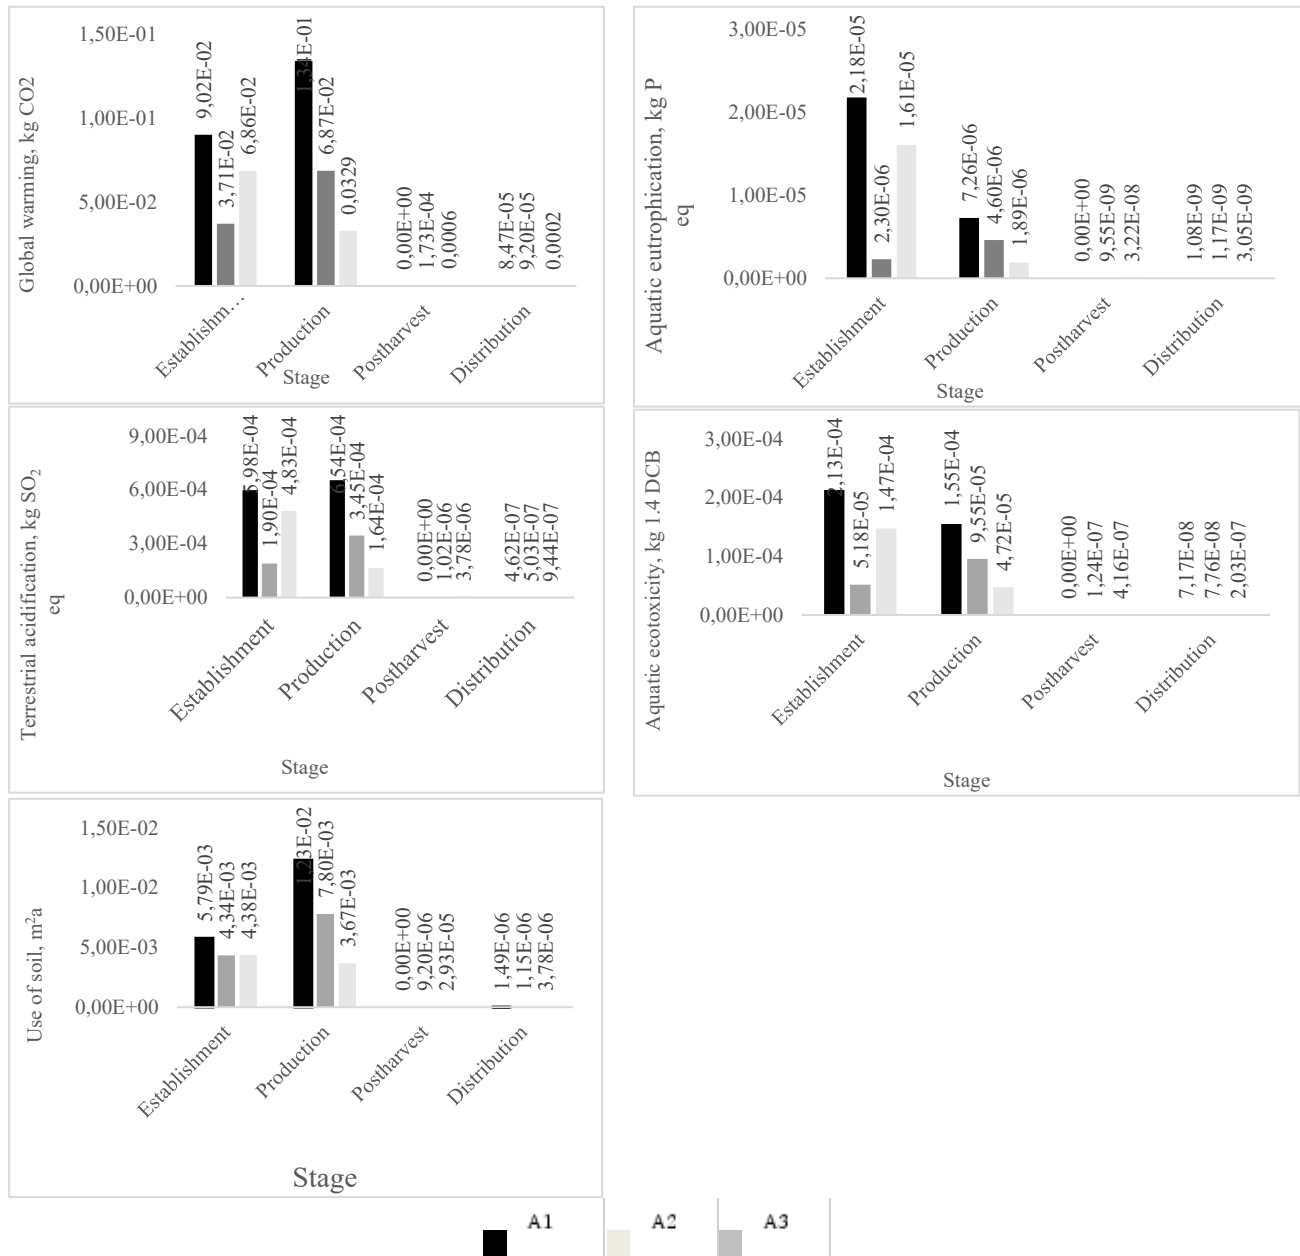 1,50E-01
1,00E-01
5,00E-02
0,00E+00
Global warming, kg CO2
9,02E-02
3,71E-02
6,86E-02
1,34E-01
6,87E-02
0,0329
0,00E+00
1,73E-04
0,0006
8,47E-05
9,20E-05
0,0002
Establishm…
Production
Postharvest
Distribution
Stage
3,00E-05
2,00E-05
1,00E-05
0,00E+00
Aquatic eutrophication, kg P
eq
2,18E-05
2,30E-06
1,61E-05
7,26E-06
4,60E-06
1,89E-06
0,00E+00
9,55E-09
3,22E-08
1,08E-09
1,17E-09
3,05E-09
Establishment
Production
Postharvest
Distribution
Stage
9,00E-04
6,00E-04
3,00E-04
0,00E+00
Terrestrial acidification, kg SO2
eq
5,98E-04
1,90E-04
4,83E-04
6,54E-04
3,45E-04
1,64E-04
0,00E+00
1,02E-06
3,78E-06
4,62E-07
5,03E-07
9,44E-07
Establishment
Production
Postharvest
Distribution
Stage
3,00E-04
2,00E-04
1,00E-04
0,00E+00
Aquatic ecotoxicity, kg 1.4 DCB
2,13E-04
5,18E-05
1,47E-04
1,55E-04
9,55E-05
4,72E-05
0,00E+00
1,24E-07
4,16E-07
7,17E-08
7,76E-08
2,03E-07
Establishment
Production
Postharvest
Distribution
Stage
1,50E-02
1,00E-02
5,00E-03
0,00E+00
Use of soil, m²a
5,79E-03
4,34E-03
4,38E-03
1,23E-02
7,80E-03
3,67E-03
0,00E+00
9,20E-06
2,93E-05
1,49E-06
1,15E-06
3,78E-06
Establishment
Production
Postharvest
Distribution
Stage
A1 A2 A3